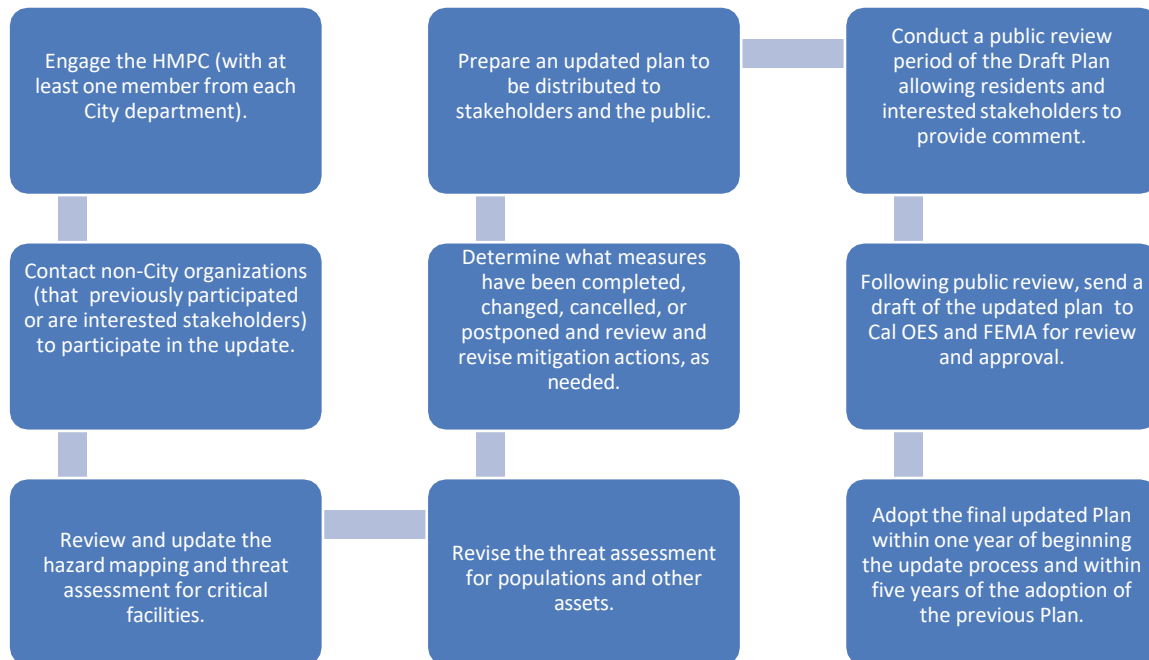 Engage the HMPC (with at
least one member from each
City department).
Contact non-City organizations
(that previously participated
or are interested stakeholders)
to participate in the update.
Review and update the
hazard mapping and threat
assessment for critical
facilities.
Revise the threat assessment
for populations and other
assets.
Determine what measures
have been completed,
changed, cancelled, or
postponed and review and
revise mitigation actions, as
needed.
Prepare an updated plan to
be distributed to
stakeholders and the public.
Conduct a public review
period of the Draft Plan
allowing residents and
interested stakeholders to
provide comment.
Following public review, send a
draft of the updated plan to
Cal OES and FEMA for review
and approval.
Adopt the final updated Plan
within one year of beginning
the update process and within
five years of the adoption of
the previous Plan.